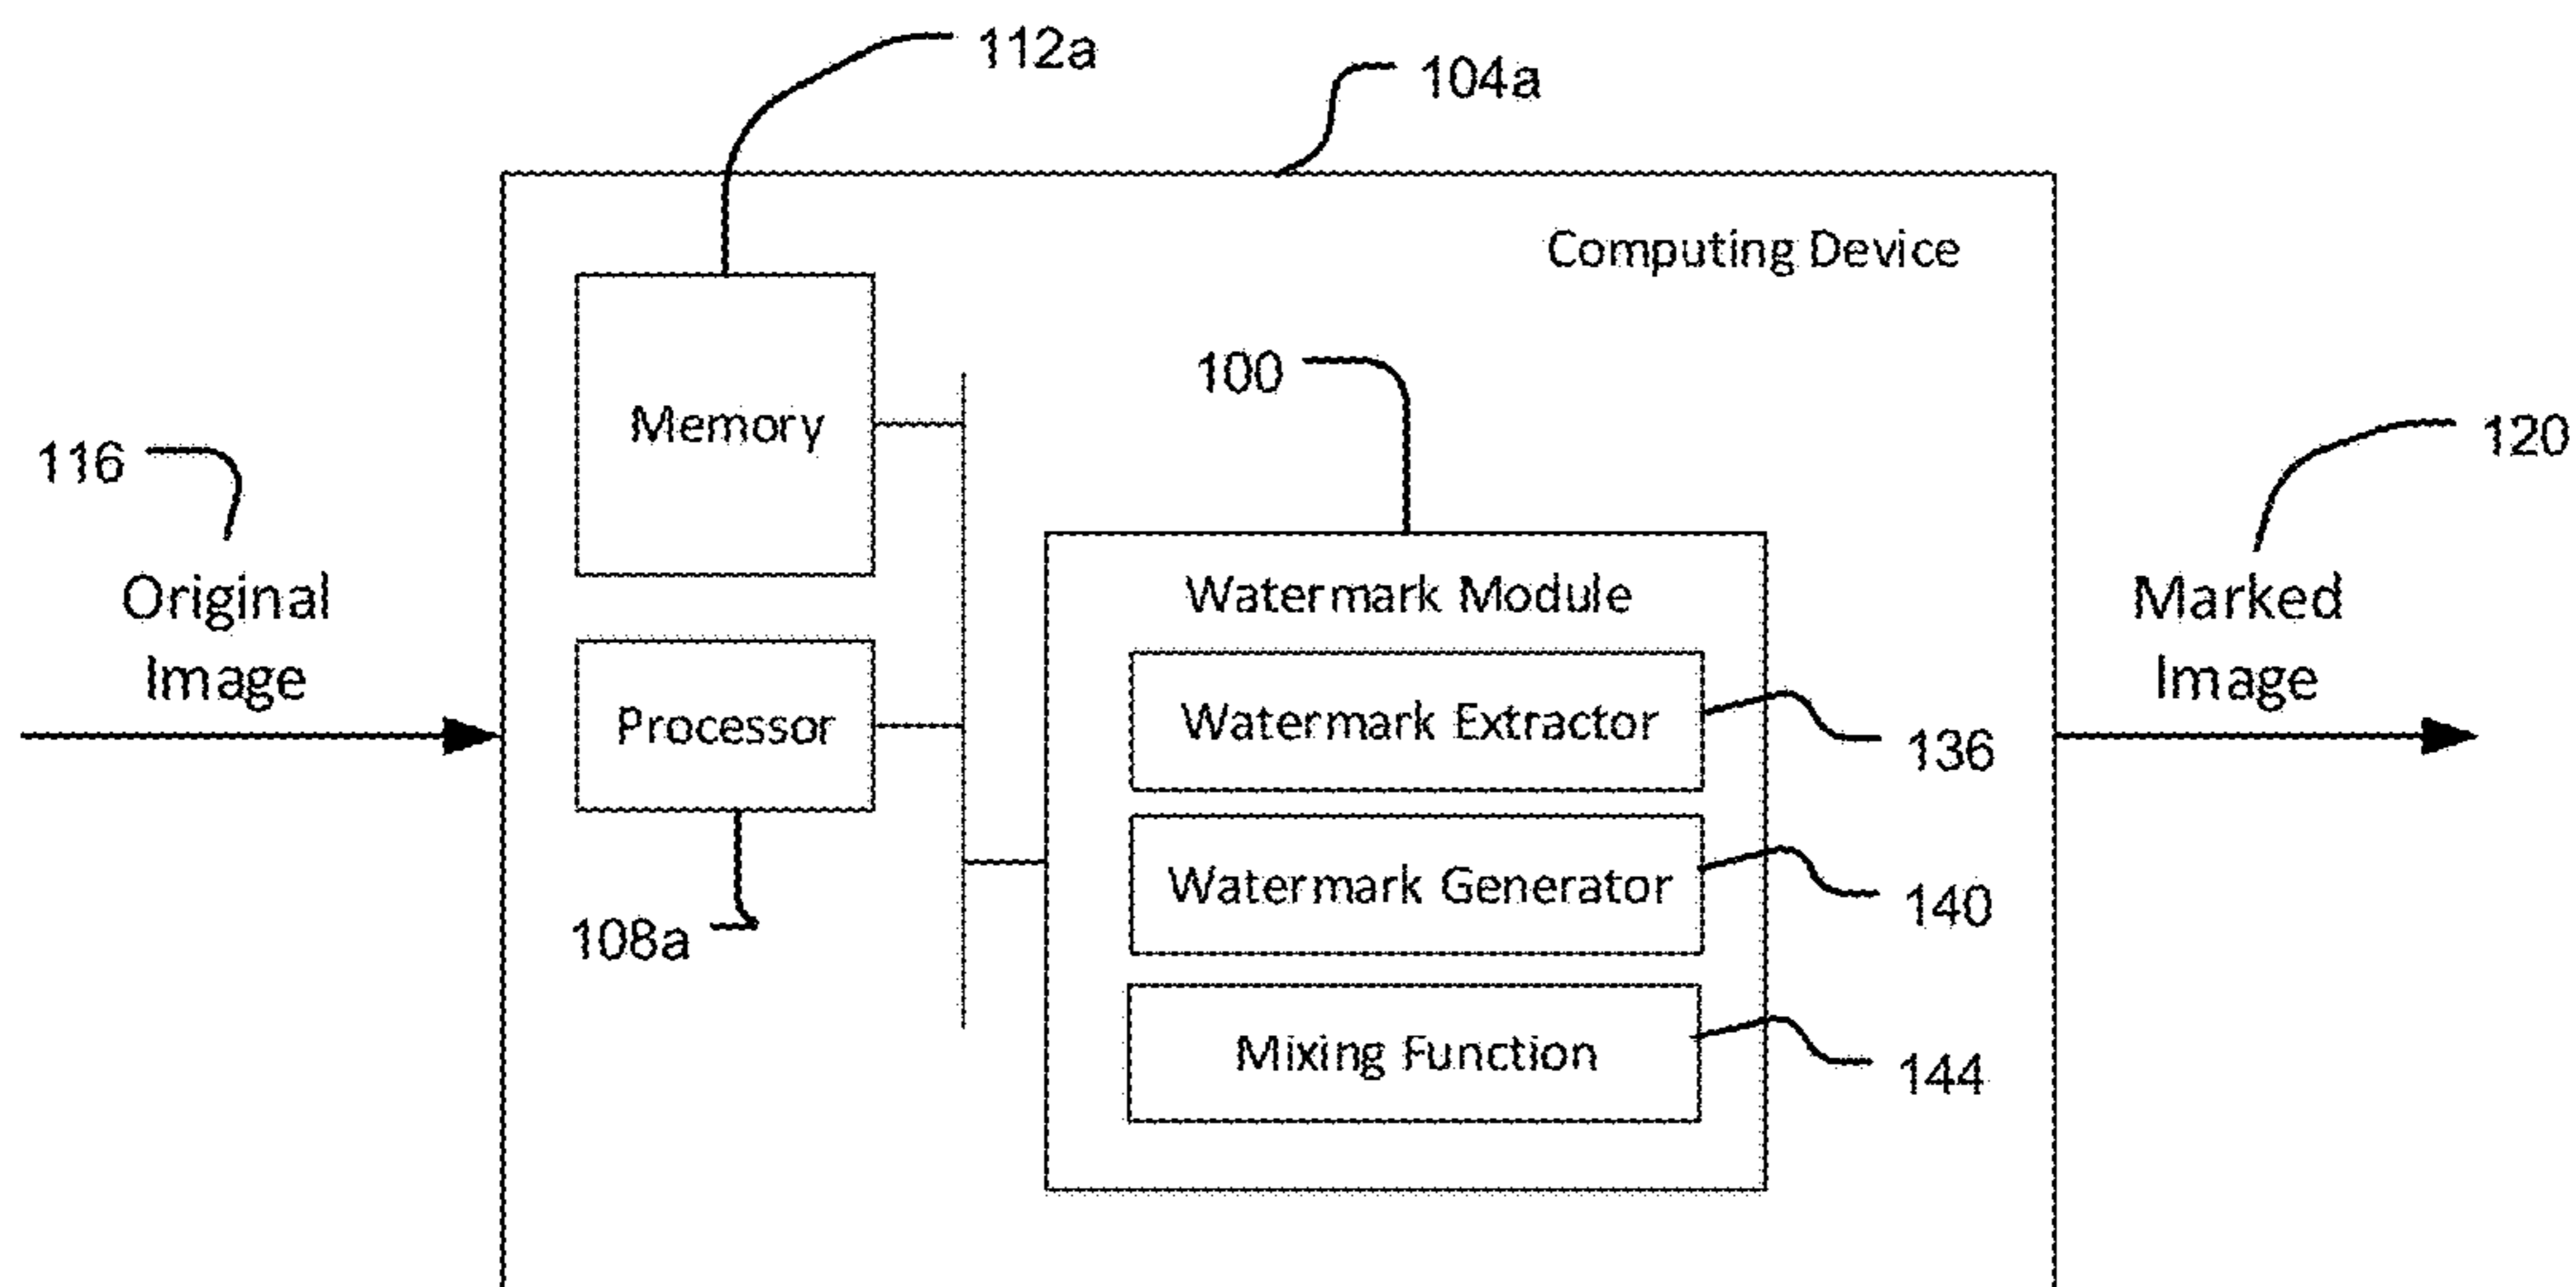 112a
104a
Computing Device
Memory
100
116
120
Original
Image
Marked
Image
Watermark Module
Processor
Watermark Extractor
136
Watermark Generator
140
108a
Mixing Function
144